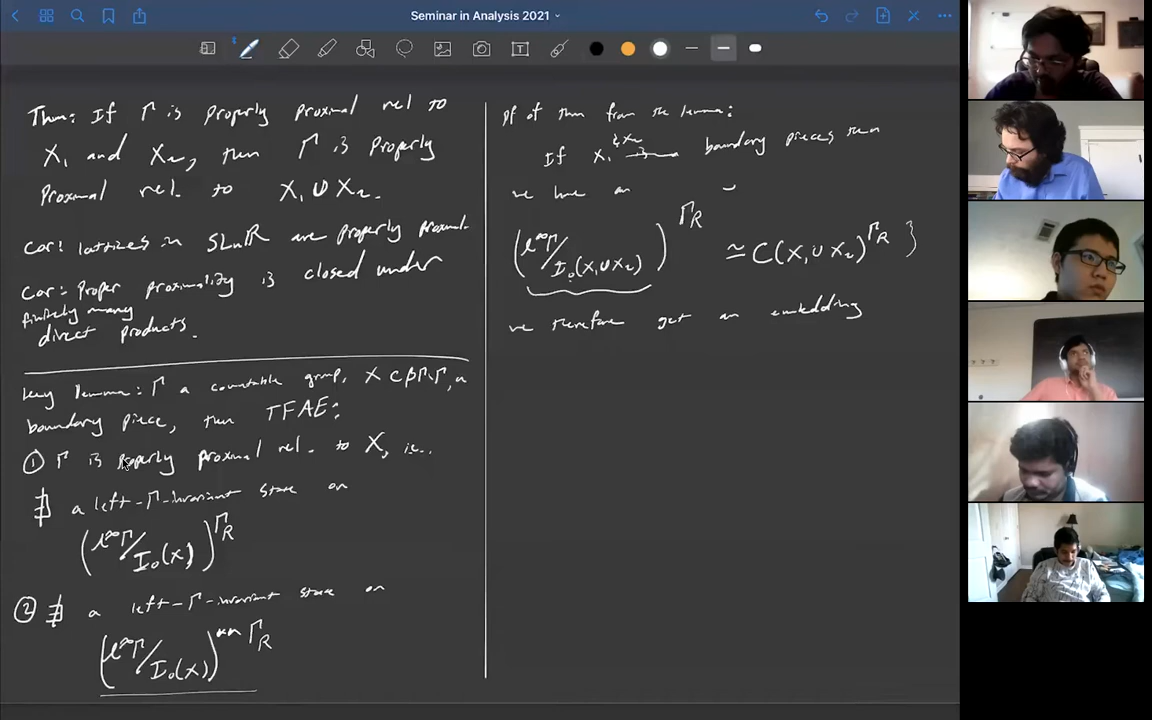 Seminar in Analysis 2021
Thm: If Γ is properly proximal rel to
X₁ and X₂, then Γ is properly
proximal rel. to X₁ ∪ X₂.
Cor: lattices in SLₙℝ are properly proximal.
Cor: Proper proximality is closed under
finitely many
direct products.
Key lemma: Γ a countable group, X ⊂ βΓ\Γ, a
boundary piece, then TFAE:
① Γ is properly proximal rel. to X, i.e..
∄ a left-Γ-invariant state on
(ℓ^∞Γ/I₀(X))^{Γ_R}
② ∄ a left-Γ-invariant state on
(ℓ^∞Γ/I₀(X))^{** Γ_R}
pf of thm from the lemma:
If X₁ & X₂ boundary pieces then
we have an
(ℓ^∞Γ/I₀(X₁∪X₂))^{Γ_R} ≃ C(X₁∪X₂)^{Γ_R} }
we therefore get an embedding